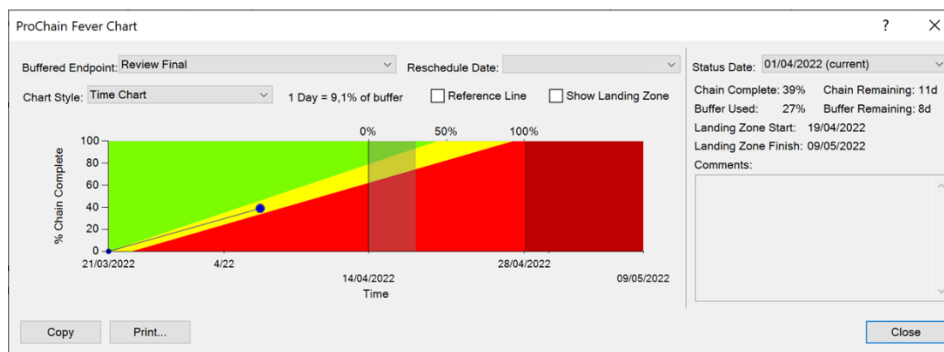 ProChain Fever Chart
Buffered Endpoint: Review Final
Reschedule Date:
Chart Style: Time Chart
1 Day = 9,1% of buffer
Reference Line
Show Landing Zone
0% 50% 100%
100
80
60
40
20
0
% Chain Complete
21/03/2022 4/22 14/04/2022 28/04/2022 09/05/2022
Time
Status Date: 01/04/2022 (current)
Chain Complete: 39% Chain Remaining: 11d
Buffer Used: 27% Buffer Remaining: 8d
Landing Zone Start: 19/04/2022
Landing Zone Finish: 09/05/2022
Comments:
Copy
Print...
Close